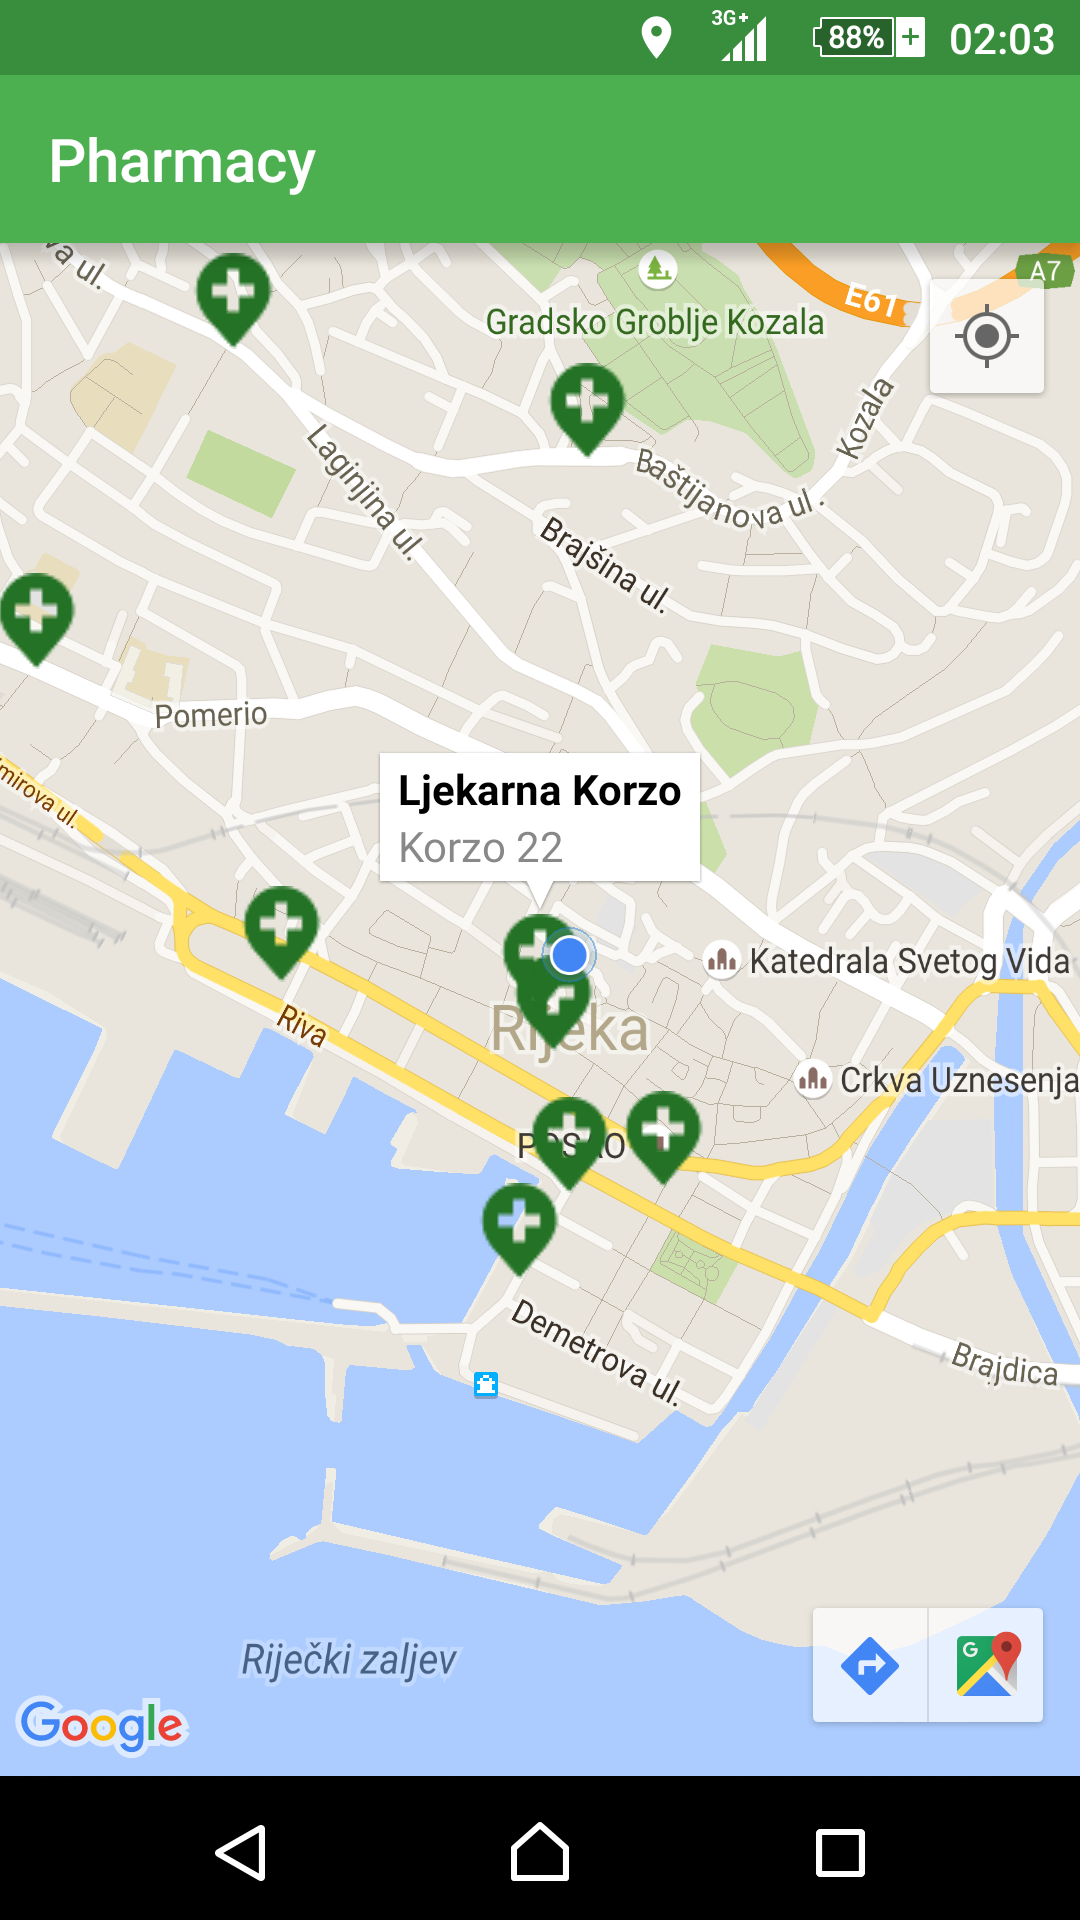 3G+
88%
02:03
Pharmacy
va ul.
A7
E61
Gradsko Groblje Kozala
Kozala
Laginjina ul.
Baštijanova ul.
Brajšina ul.
Pomerio
mirova ul.
Ljekarna Korzo
Korzo 22
Katedrala Svetog Vida
Riva
Rijeka
Crkva Uznesenja
Demetrova ul.
Brajdica
Riječki zaljev
G
Google